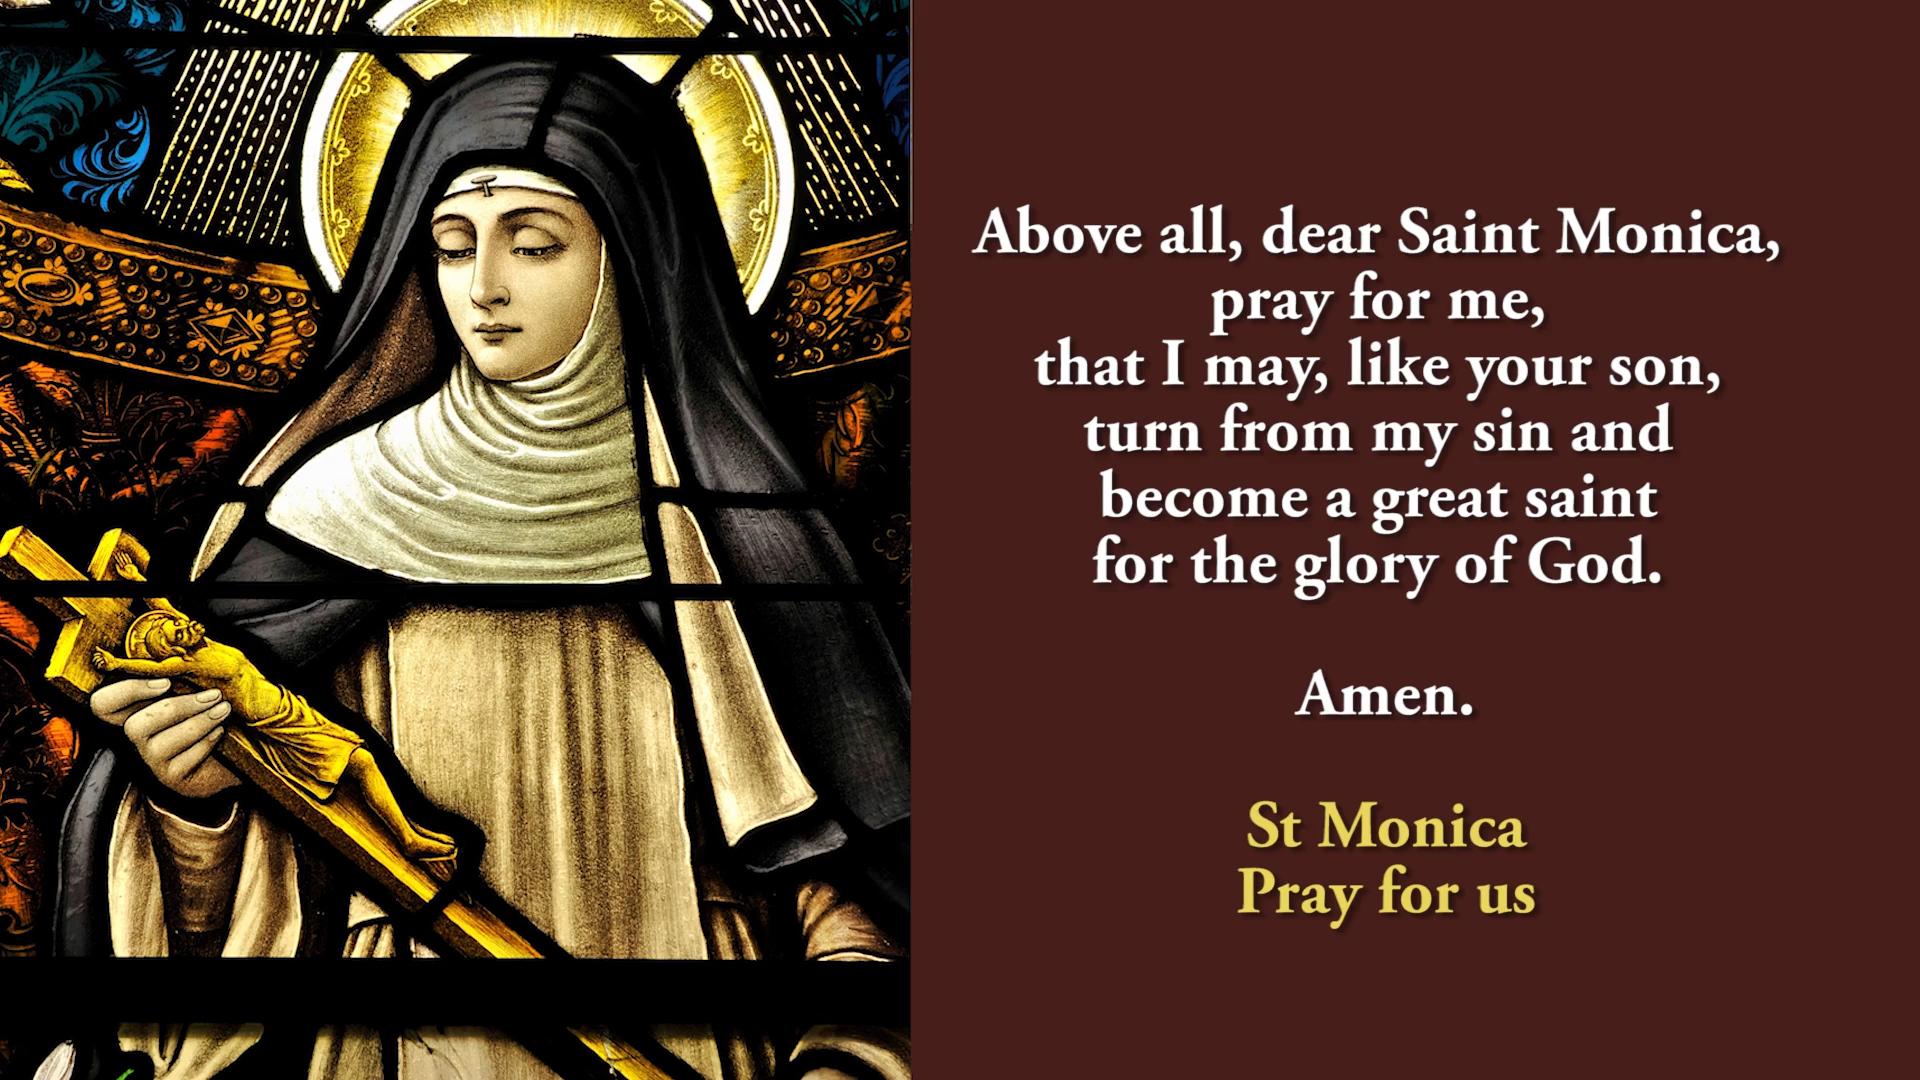 Above all, dear Saint Monica,
pray for me,
that I may, like your son,
turn from my sin and
become a great saint
for the glory of God.
Amen.
St Monica
Pray for us